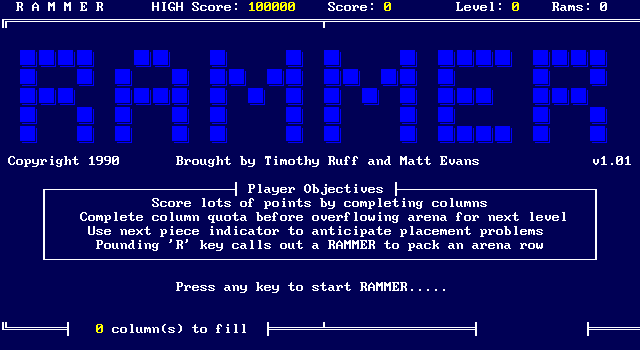 R A M M E R HIGH Score: 100000 Score: 0 Level: 0 Rams: 0
RAMMER
Copyright 1990 Brought by Timothy Ruff and Matt Evans v1.01
Player Objectives
Score lots of points by completing columns
Complete column quota before overflowing arena for next level
Use next piece indicator to anticipate placement problems
Pounding 'R' key calls out a RAMMER to pack an arena row
Press any key to start RAMMER.....
0 column(s) to fill